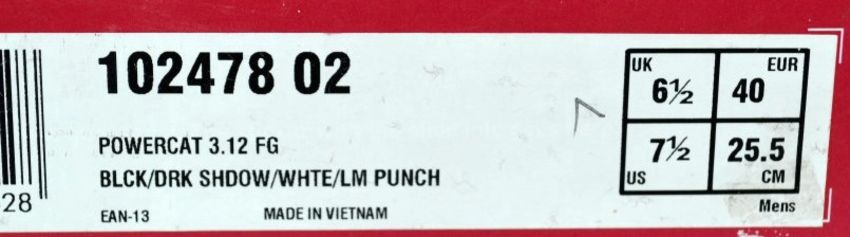 102478 02
POWERCAT 3.12 FG
BLCK/DRK SHDOW/WHTE/LM PUNCH
EAN-13 MADE IN VIETNAM
28
UK 6½
EUR 40
7½ US
25.5 CM
Mens